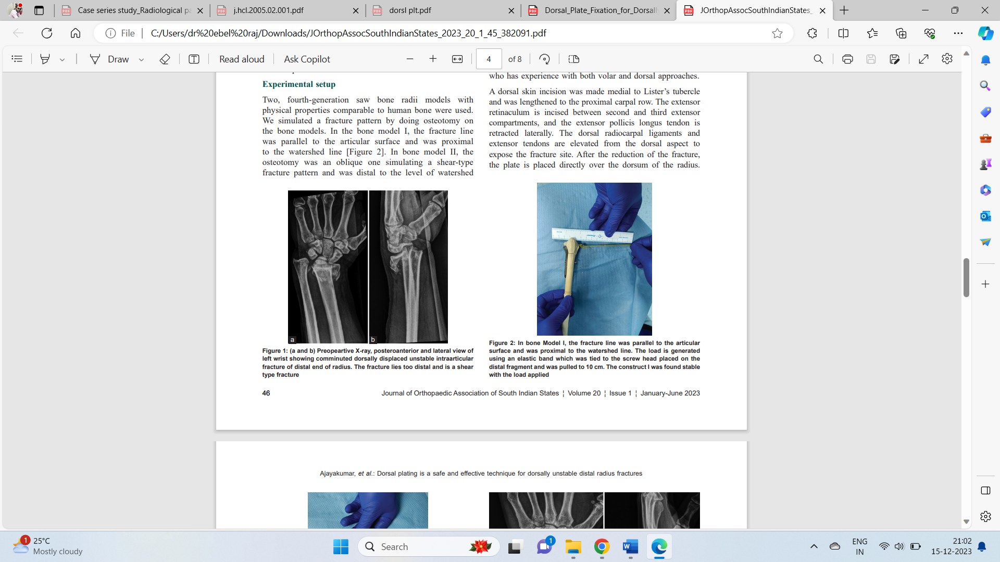 Case series study_Radiological pa
j.hcl.2005.02.001.pdf
dorsl plt.pdf
Dorsal_Plate_Fixation_for_Dorsall
JOrthopAssocSouthIndianStates_
File
C:/Users/dr%20ebel%20raj/Downloads/JOrthopAssocSouthIndianStates_2023_20_1_45_382091.pdf
Draw
Read aloud
Ask Copilot
4 of 8
Experimental setup
Two, fourth-generation saw bone radii models with
physical properties comparable to human bone were used.
We simulated a fracture pattern by doing osteotomy on
the bone models. In the bone model I, the fracture line
was parallel to the articular surface and was proximal
to the watershed line [Figure 2]. In bone model II, the
osteotomy was an oblique one simulating a shear-type
fracture pattern and was distal to the level of watershed
a
b
Figure 1: (a and b) Preopeartive X-ray, posteroanterior and lateral view of
left wrist showing comminuted dorsally displaced unstable intraarticular
fracture of distal end of radius. The fracture lies too distal and is a shear
type fracture
who has experience with both volar and dorsal approaches.
A dorsal skin incision was made medial to Lister's tubercle
and was lengthened to the proximal carpal row. The extensor
retinaculum is incised between second and third extensor
compartments, and the extensor pollicis longus tendon is
retracted laterally. The dorsal radiocarpal ligaments and
extensor tendons are elevated from the dorsal aspect to
expose the fracture site. After the reduction of the fracture,
the plate is placed directly over the dorsum of the radius.
Figure 2: In bone Model I, the fracture line was parallel to the articular
surface and was proximal to the watershed line. The load is generated
using an elastic band which was tied to the screw head placed on the
distal fragment and was pulled to 10 cm. The construct I was found stable
with the load applied
46
Journal of Orthopaedic Association of South Indian States ¦ Volume 20 ¦ Issue 1 ¦ January-June 2023
Ajayakumar, et al.: Dorsal plating is a safe and effective technique for dorsally unstable distal radius fractures
1
25°C
Mostly cloudy
Search
1
ENG
IN
21:02
15-12-2023